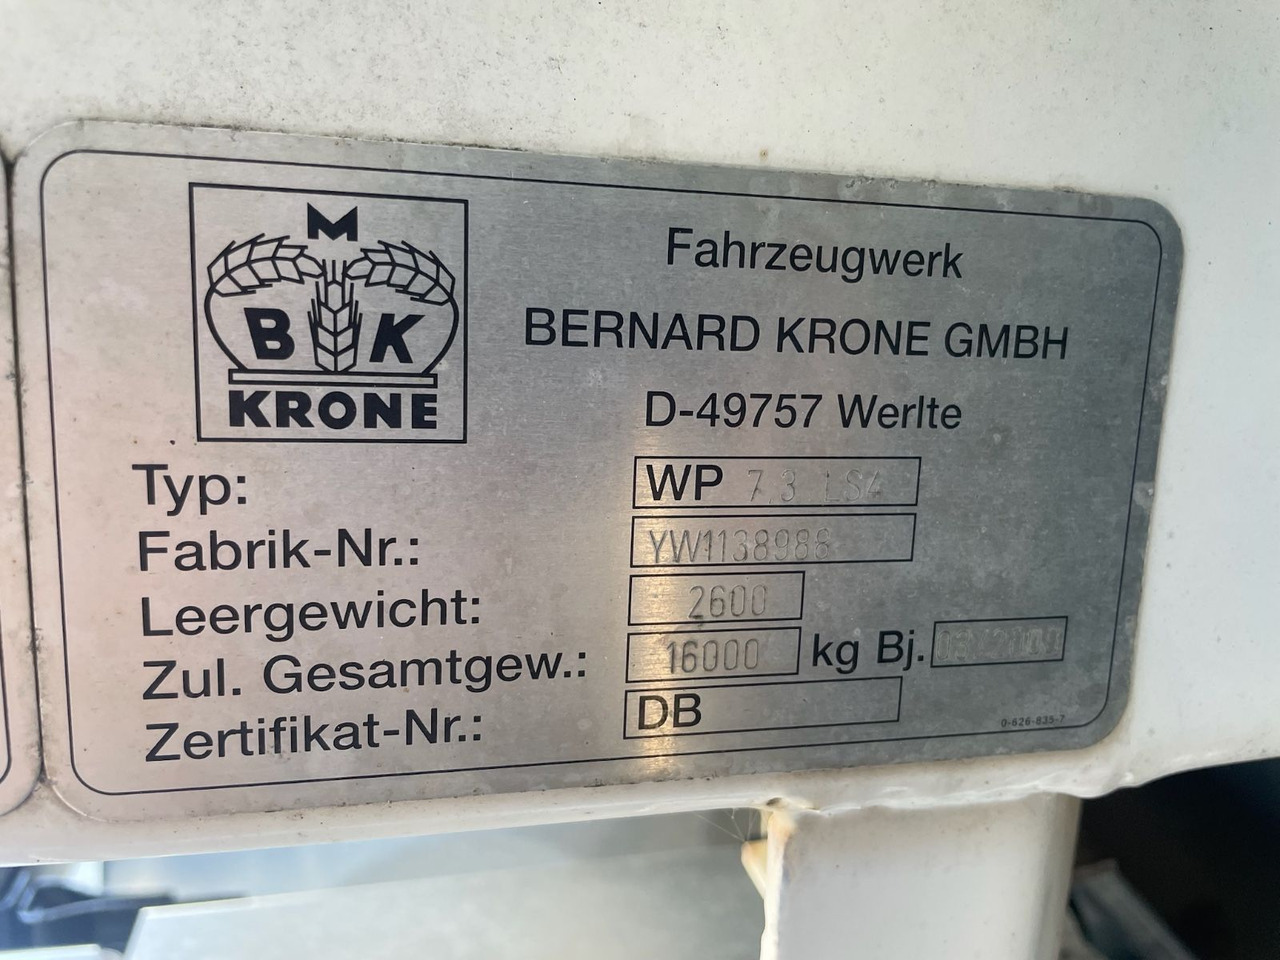 M
B K
KRONE
Fahrzeugwerk
BERNARD KRONE GMBH
D-49757 Werlte
Typ: WP 7,3 LS4
Fabrik-Nr.: YW1138988
Leergewicht: 2600
Zul. Gesamtgew.: 16000 kg Bj.
Zertifikat-Nr.: DB
0-626-835-7